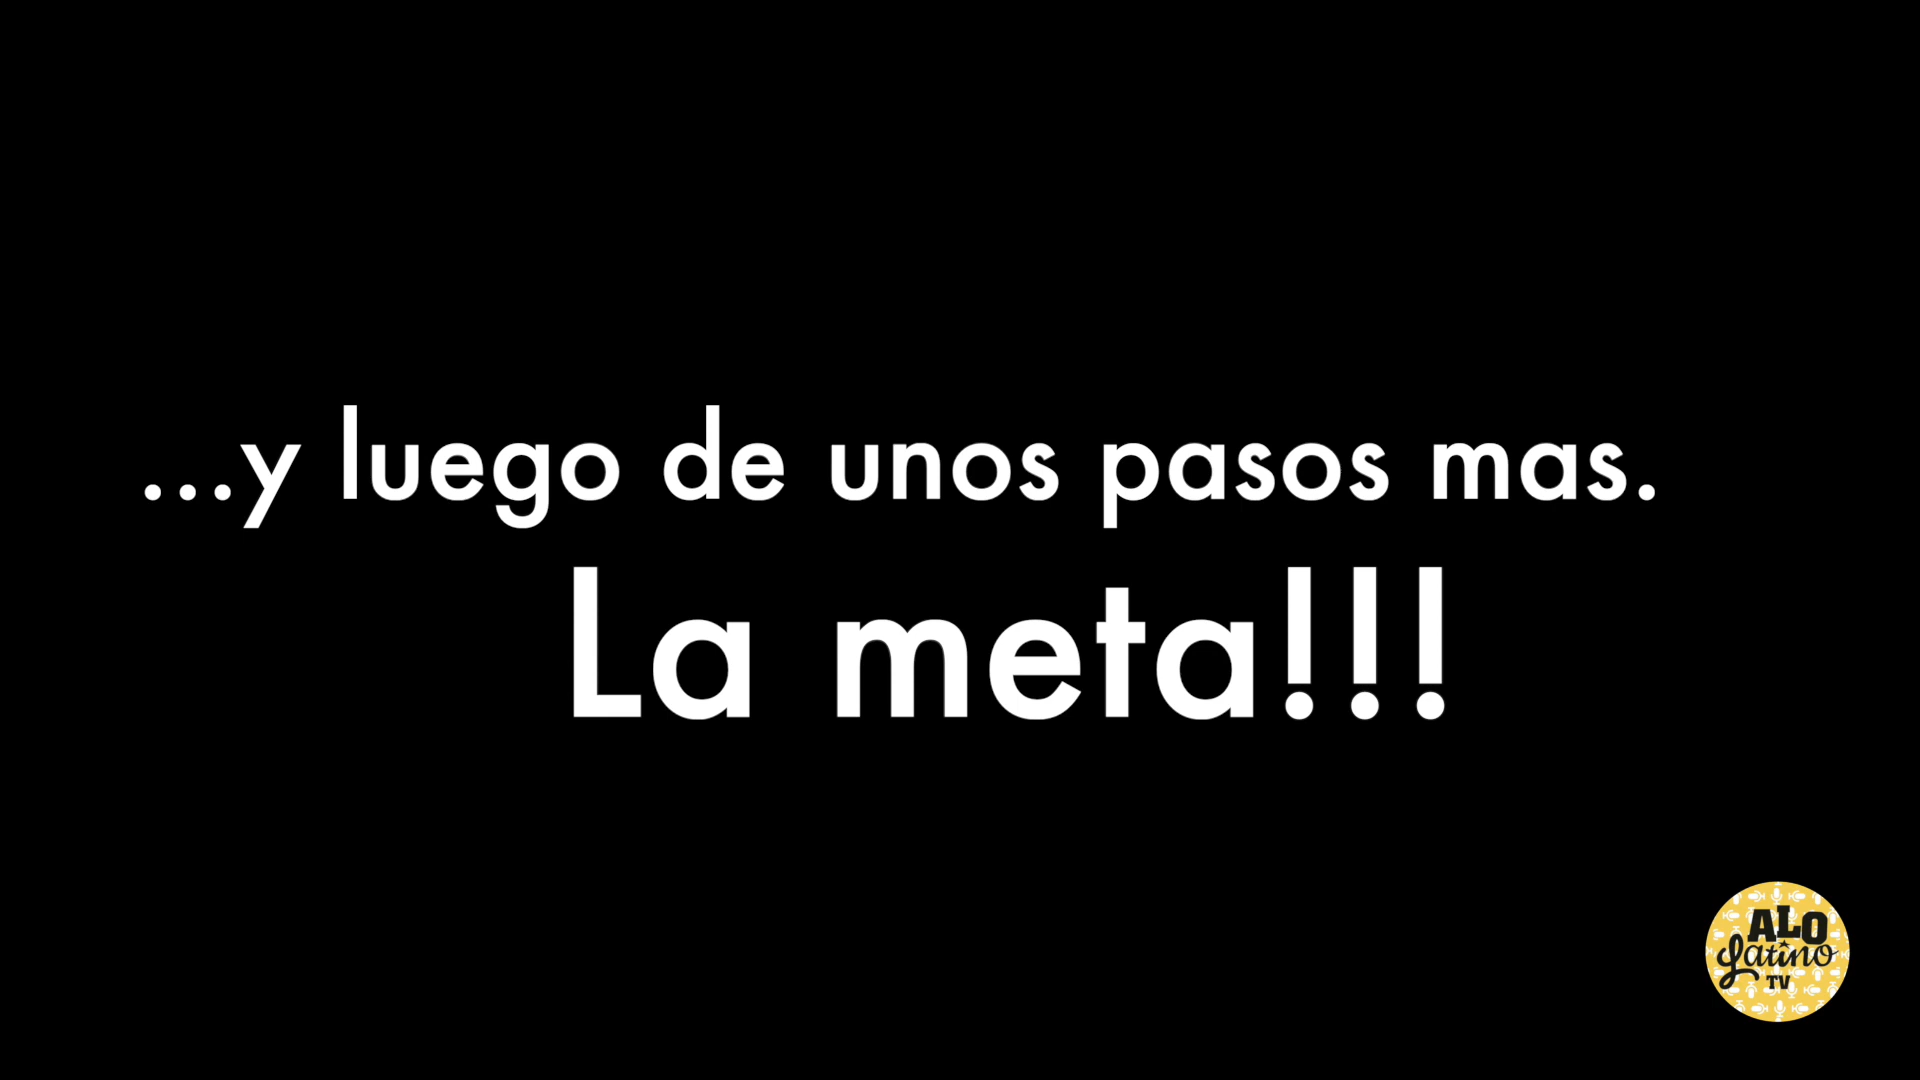 ...y luego de unos pasos mas.
La meta!!!
ALO
Latino
TV